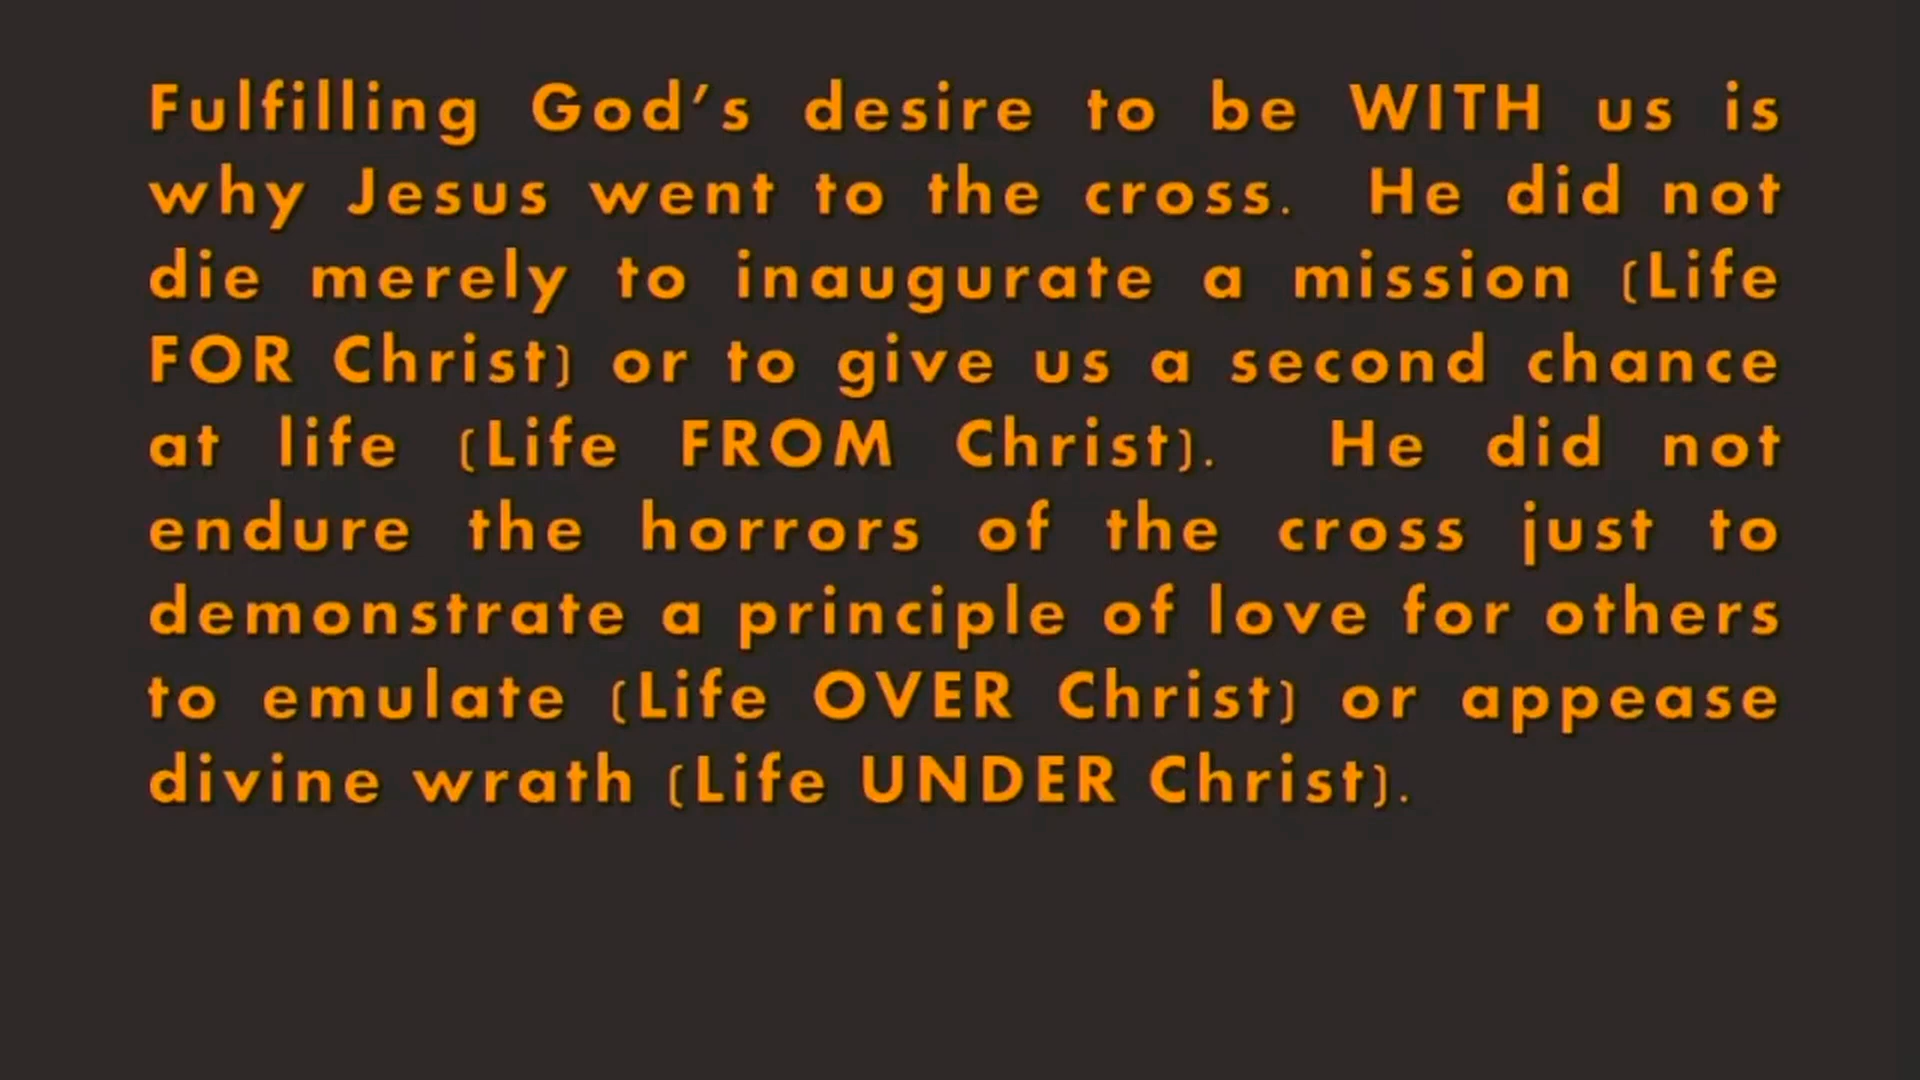 Fulfilling God’s desire to be WITH us is
why Jesus went to the cross.  He did not
die merely to inaugurate a mission (Life
FOR Christ) or to give us a second chance
at life (Life FROM Christ).  He did not
endure the horrors of the cross just to
demonstrate a principle of love for others
to emulate (Life OVER Christ) or appease
divine wrath (Life UNDER Christ).